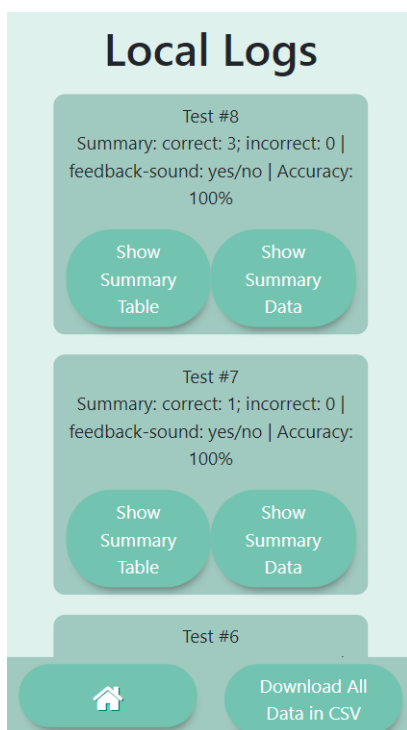 Local Logs
Test #8
Summary: correct: 3; incorrect: 0 |
feedback-sound: yes/no | Accuracy:
100%
Show
Summary
Table
Show
Summary
Data
Test #7
Summary: correct: 1; incorrect: 0 |
feedback-sound: yes/no | Accuracy:
100%
Show
Summary
Table
Show
Summary
Data
Test #6
Download All
Data in CSV